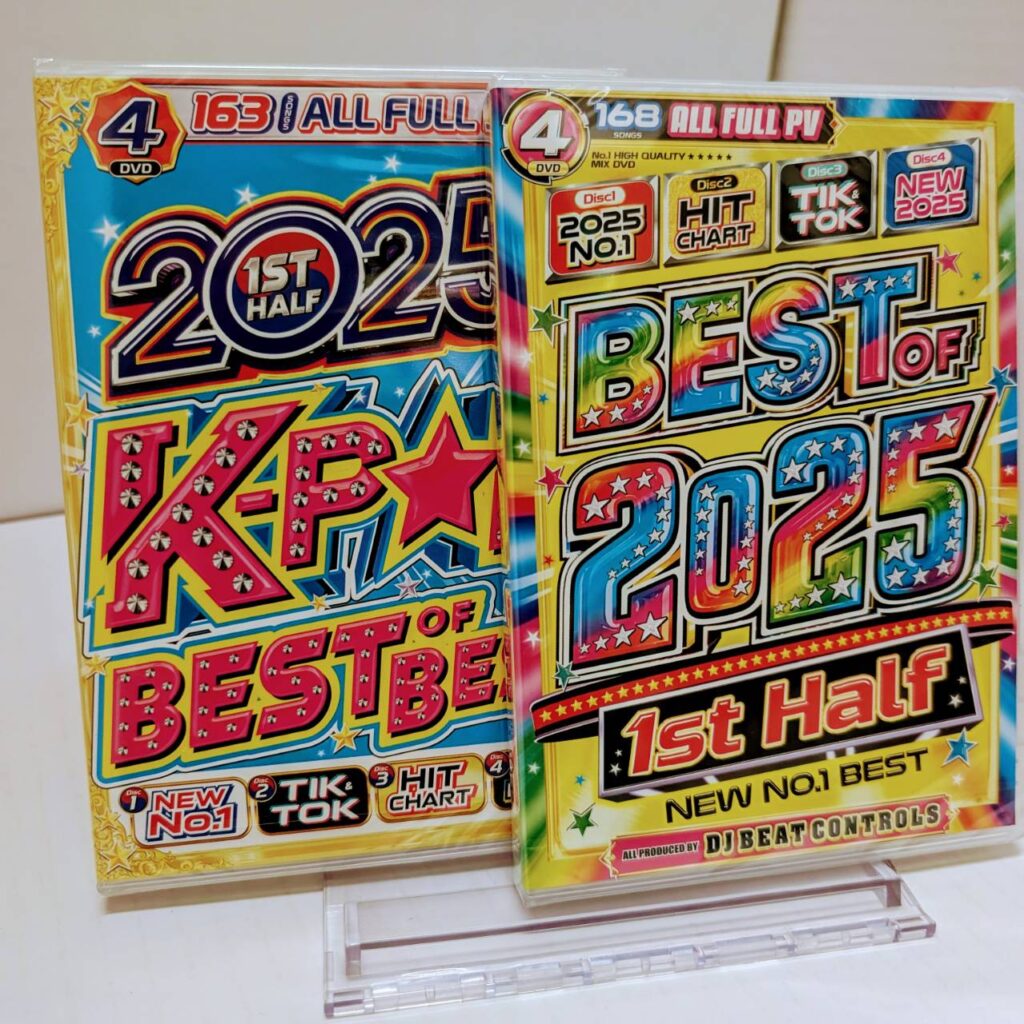 4
DVD
163 SONGS ALL FULL
2025
1ST
HALF
K-P★
BEST OF
Disc 1 NEW No.1
Disc 2 TIK & TOK
Disc 3 HIT CHART
4
DVD
168
SONGS
ALL FULL PV
No.1 HIGH QUALITY ★★★★★
MIX DVD
Disc1
2025
NO.1
Disc2
HIT
CHART
Disc3
TIK &
TOK
Disc4
NEW
2025
BEST OF
2025
1st Half
NEW NO.1 BEST
ALL PRODUCED BY DJ BEAT CONTROLS